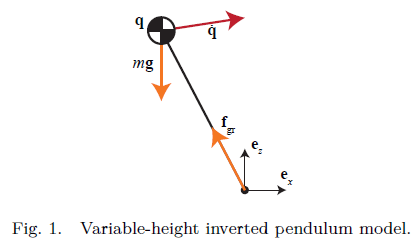 q
q̇
mg
f_gr
e_z
e_x
Fig. 1. Variable-height inverted pendulum model.